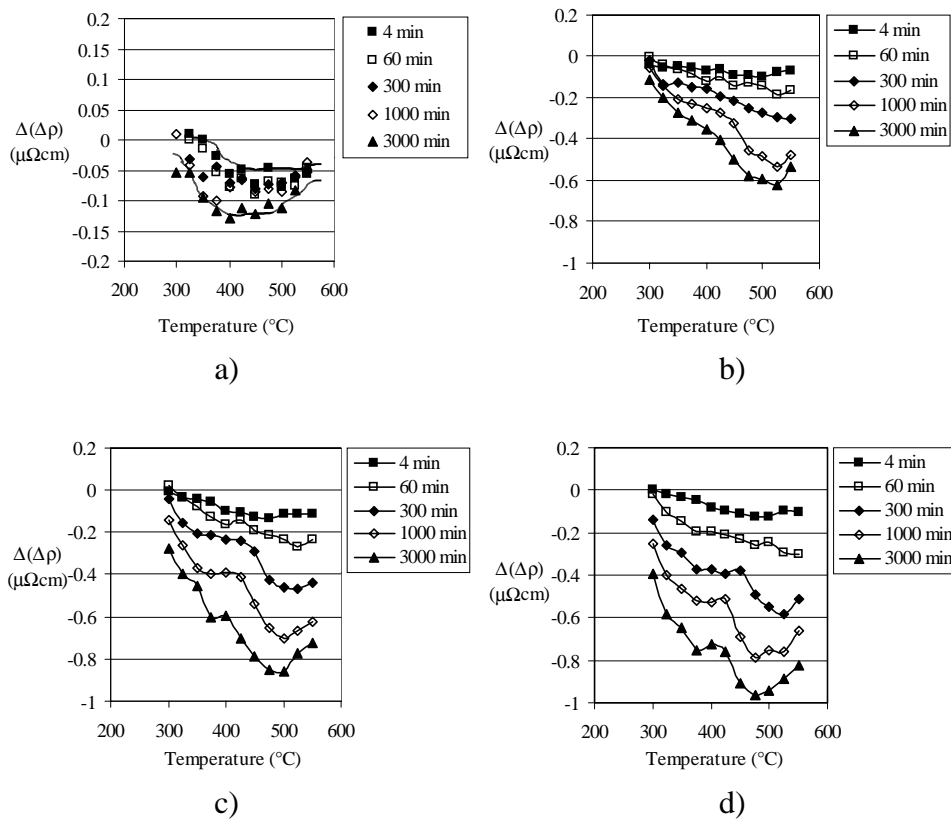 0.2
0.15
0.1
0.05
0
-0.05
-0.1
-0.15
-0.2
Δ(Δρ)
(μΩcm)
200 300 400 500 600
Temperature (°C)
4 min
60 min
300 min
1000 min
3000 min
a)
0.2
0
-0.2
-0.4
-0.6
-0.8
-1
Δ(Δρ)
(μΩcm)
200 300 400 500 600
Temperature (°C)
4 min
60 min
300 min
1000 min
3000 min
b)
0.2
0
-0.2
-0.4
-0.6
-0.8
-1
Δ(Δρ)
(μΩcm)
200 300 400 500 600
Temperature (°C)
4 min
60 min
300 min
1000 min
3000 min
c)
0.2
0
-0.2
-0.4
-0.6
-0.8
-1
Δ(Δρ)
(μΩcm)
200 300 400 500 600
Temperature (°C)
4 min
60 min
300 min
1000 min
3000 min
d)